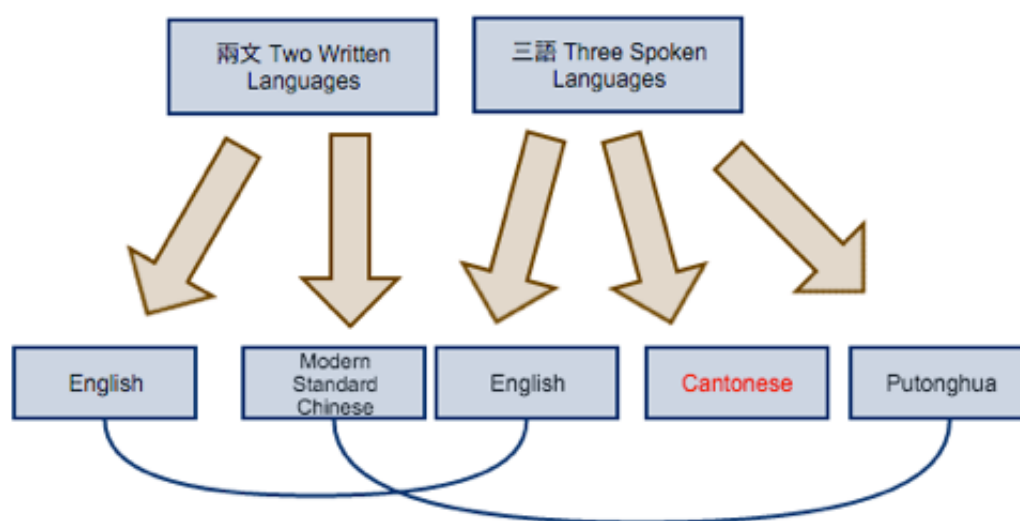 兩文 Two Written
Languages
三語 Three Spoken
Languages
English
Modern
Standard
Chinese
English
Cantonese
Putonghua